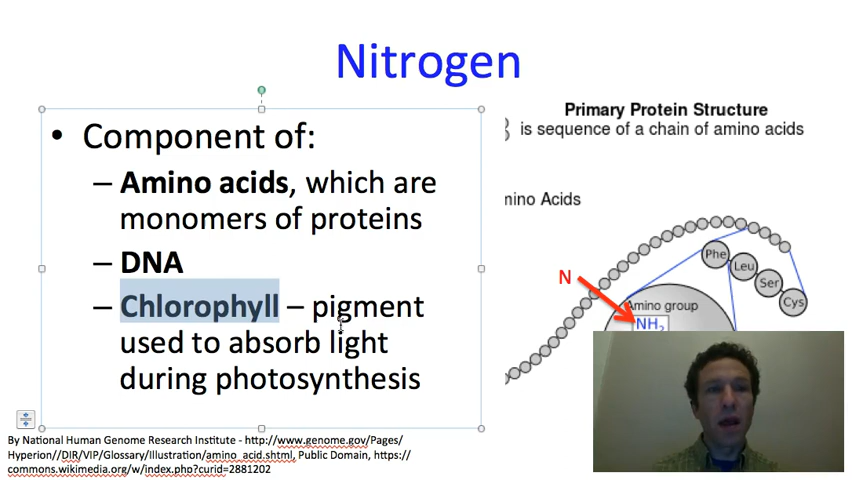 Nitrogen
• Component of:
– Amino acids, which are
monomers of proteins
– DNA
– Chlorophyll – pigment
used to absorb light
during photosynthesis
By National Human Genome Research Institute - http://www.genome.gov/Pages/
Hyperion//DIR/VIP/Glossary/Illustration/amino_acid.shtml, Public Domain, https://
commons.wikimedia.org/w/index.php?curid=2881202
Primary Protein Structure
is sequence of a chain of amino acids
Acids
Phe
Leu
Ser
Cys
N
Amino group
NH₂